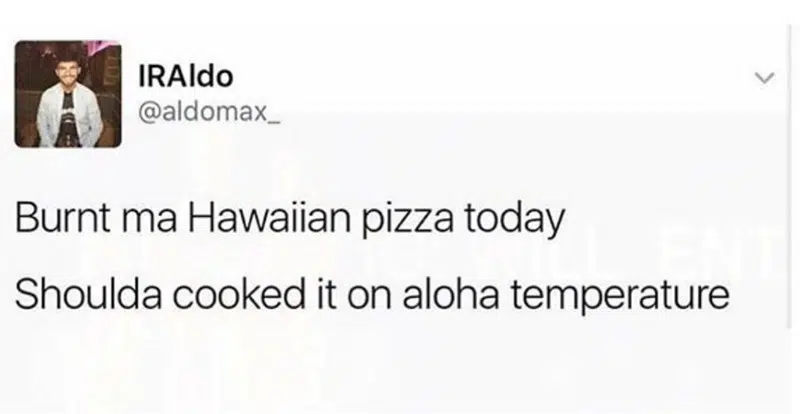 IRAldo
@aldomax_
Burnt ma Hawaiian pizza today
Shoulda cooked it on aloha temperature